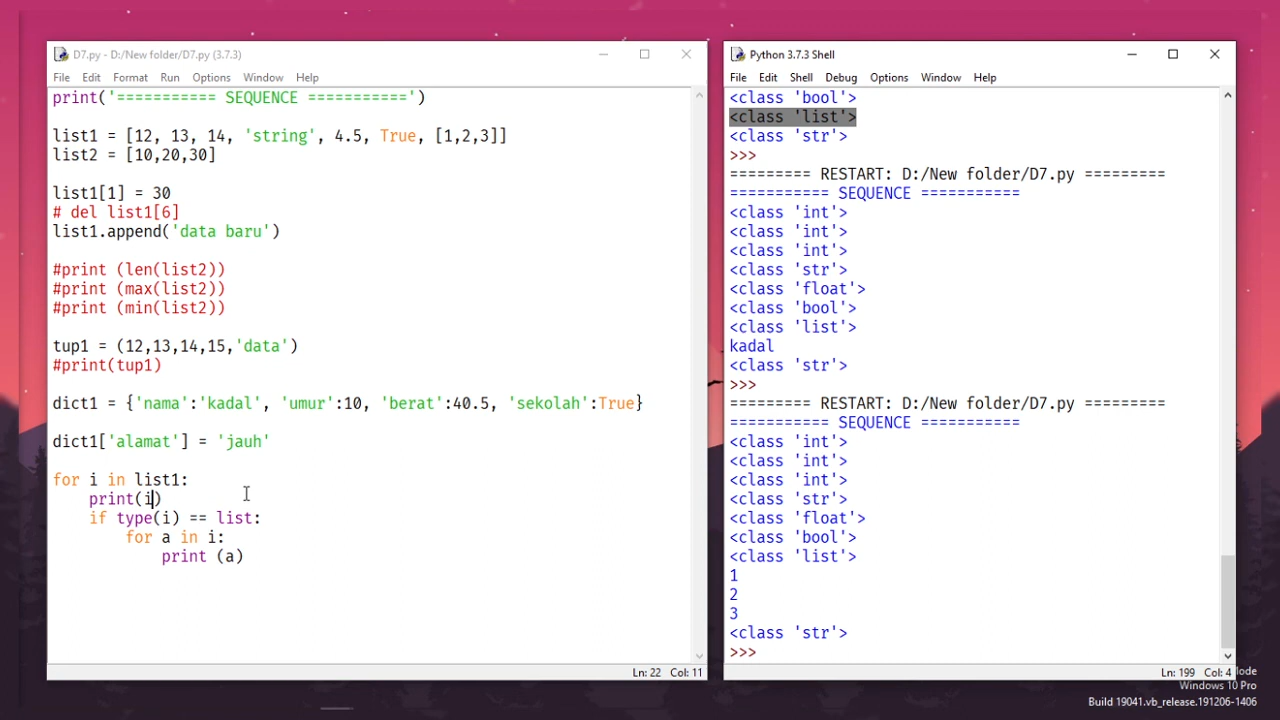 D7.py - D:/New folder/D7.py (3.7.3)
File Edit Format Run Options Window Help
print('=========== SEQUENCE ===========')
list1 = [12, 13, 14, 'string', 4.5, True, [1,2,3]]
list2 = [10,20,30]
list1[1] = 30
# del list1[6]
list1.append('data baru')
#print (len(list2))
#print (max(list2))
#print (min(list2))
tup1 = (12,13,14,15,'data')
#print(tup1)
dict1 = {'nama':'kadal', 'umur':10, 'berat':40.5, 'sekolah':True}
dict1['alamat'] = 'jauh'
for i in list1:
    print(i)
    if type(i) == list:
        for a in i:
            print (a)
Ln: 22 Col: 11
Python 3.7.3 Shell
File Edit Shell Debug Options Window Help
<class 'bool'>
<class 'list'>
<class 'str'>
>>>
========= RESTART: D:/New folder/D7.py =========
=========== SEQUENCE ===========
<class 'int'>
<class 'int'>
<class 'int'>
<class 'str'>
<class 'float'>
<class 'bool'>
<class 'list'>
kadal
<class 'str'>
>>>
========= RESTART: D:/New folder/D7.py =========
=========== SEQUENCE ===========
<class 'int'>
<class 'int'>
<class 'int'>
<class 'str'>
<class 'float'>
<class 'bool'>
<class 'list'>
1
2
3
<class 'str'>
>>>
Ln: 199 Col: 4
Windows 10 Pro
Build 19041.vb_release.191206-1406